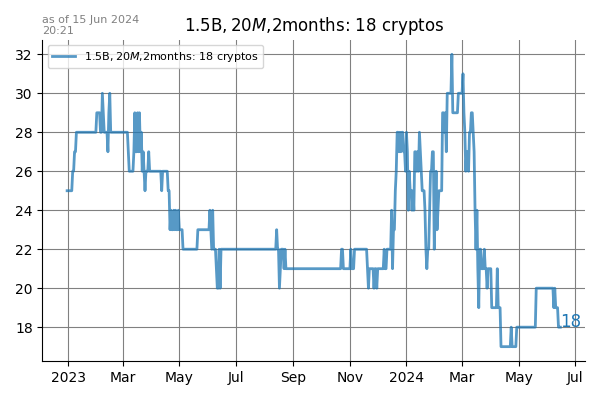 as of 15 Jun 2024
20:21
1.5B, 20M,2months: 18 cryptos
1.5B, 20M,2months: 18 cryptos
32
30
28
26
24
22
20
18
18
2023 Mar May Jul Sep Nov 2024 Mar May Jul